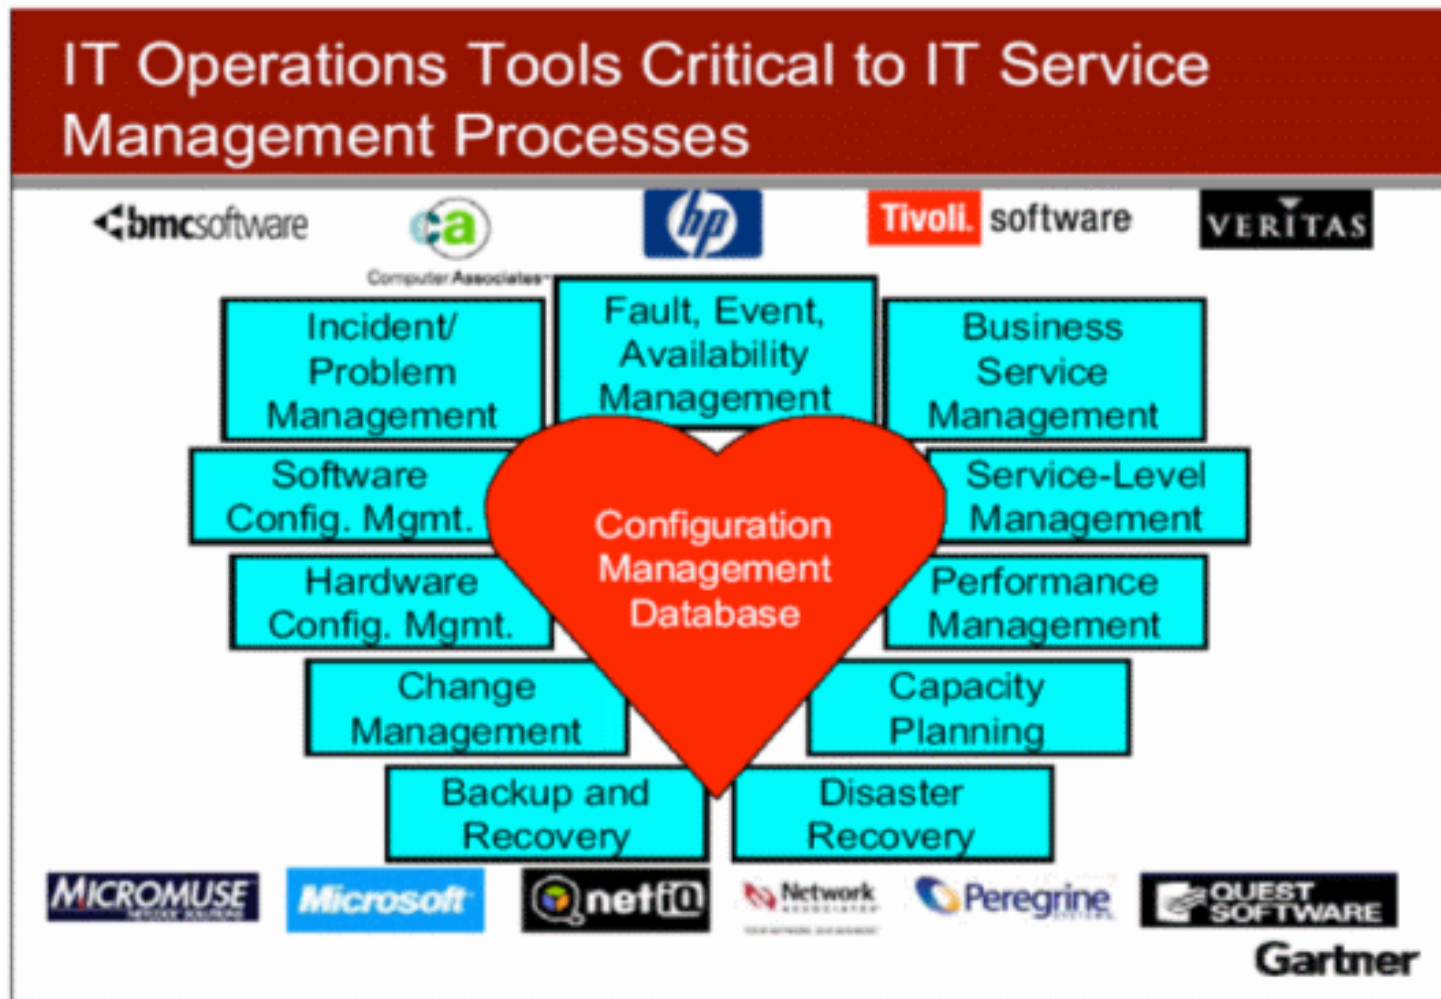 IT Operations Tools Critical to IT Service
Management Processes
bmcsoftware
ca
Computer Associates
hp
Tivoli. software
VERITAS
Incident/
Problem
Management
Fault, Event,
Availability
Management
Business
Service
Management
Software
Config. Mgmt.
Configuration
Management
Database
Service-Level
Management
Hardware
Config. Mgmt.
Performance
Management
Change
Management
Capacity
Planning
Backup and
Recovery
Disaster
Recovery
MICROMUSE
Microsoft
netiQ
Network
ASSOCIATES
Peregrine
SYSTEMS
QUEST
SOFTWARE
Gartner